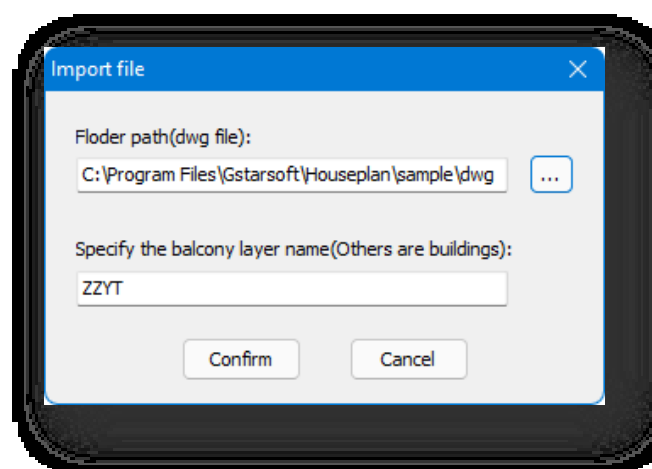 Import file
Floder path(dwg file):
C:\Program Files\Gstarsoft\Houseplan\sample\dwg
...
Specify the balcony layer name(Others are buildings):
ZZYT
Confirm Cancel